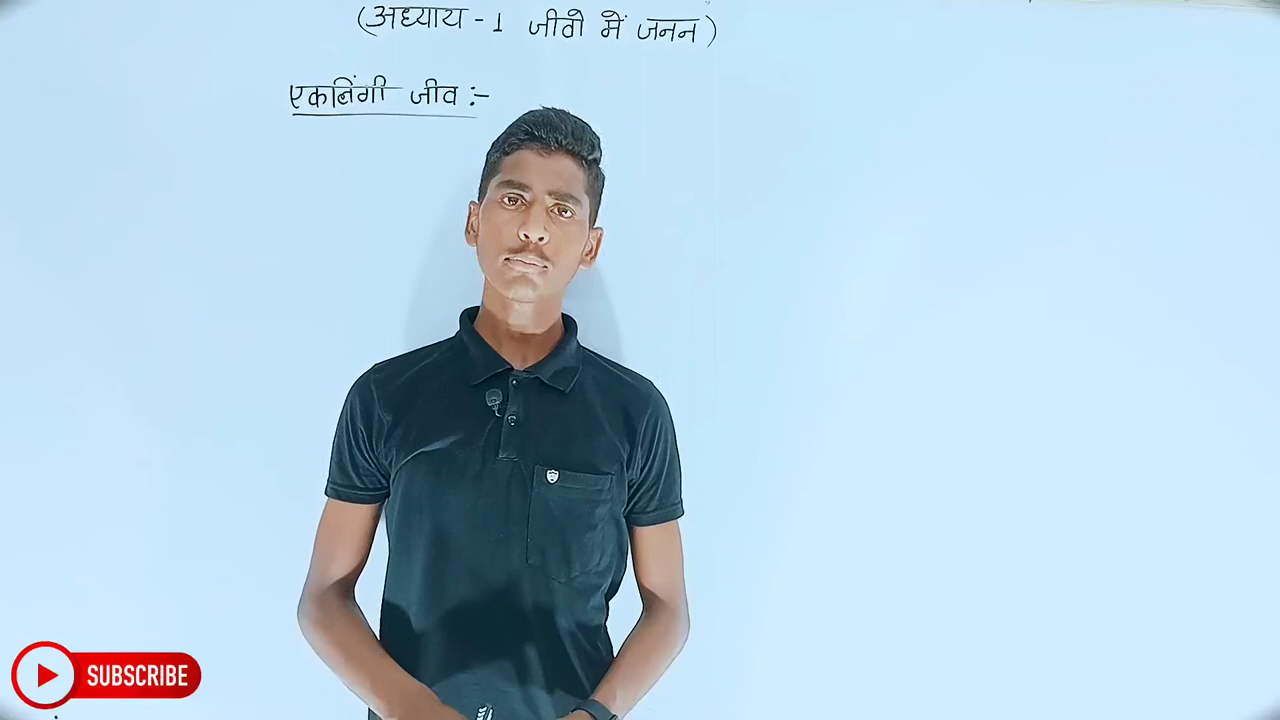 (अध्याय - 1 जीवो में जनन)
एकलिंगी जीव :-
SUBSCRIBE